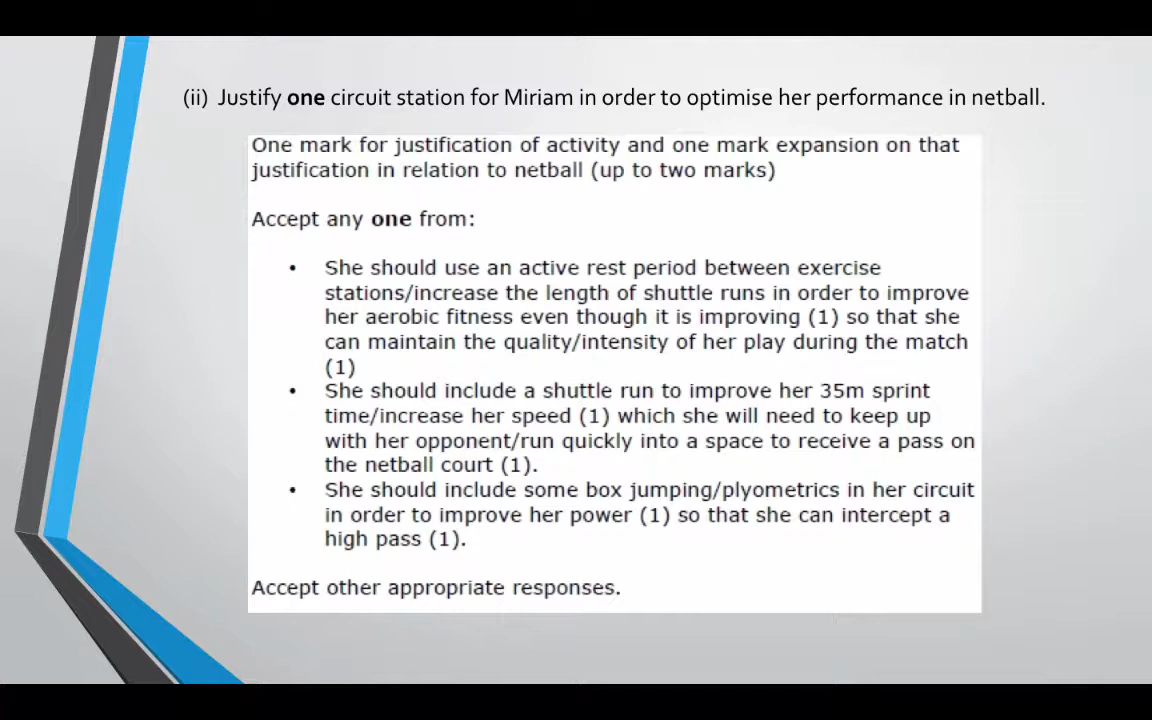 (ii) Justify one circuit station for Miriam in order to optimise her performance in netball.
One mark for justification of activity and one mark expansion on that
justification in relation to netball (up to two marks)
Accept any one from:
• She should use an active rest period between exercise
stations/increase the length of shuttle runs in order to improve
her aerobic fitness even though it is improving (1) so that she
can maintain the quality/intensity of her play during the match
(1)
• She should include a shuttle run to improve her 35m sprint
time/increase her speed (1) which she will need to keep up
with her opponent/run quickly into a space to receive a pass on
the netball court (1).
• She should include some box jumping/plyometrics in her circuit
in order to improve her power (1) so that she can intercept a
high pass (1).
Accept other appropriate responses.